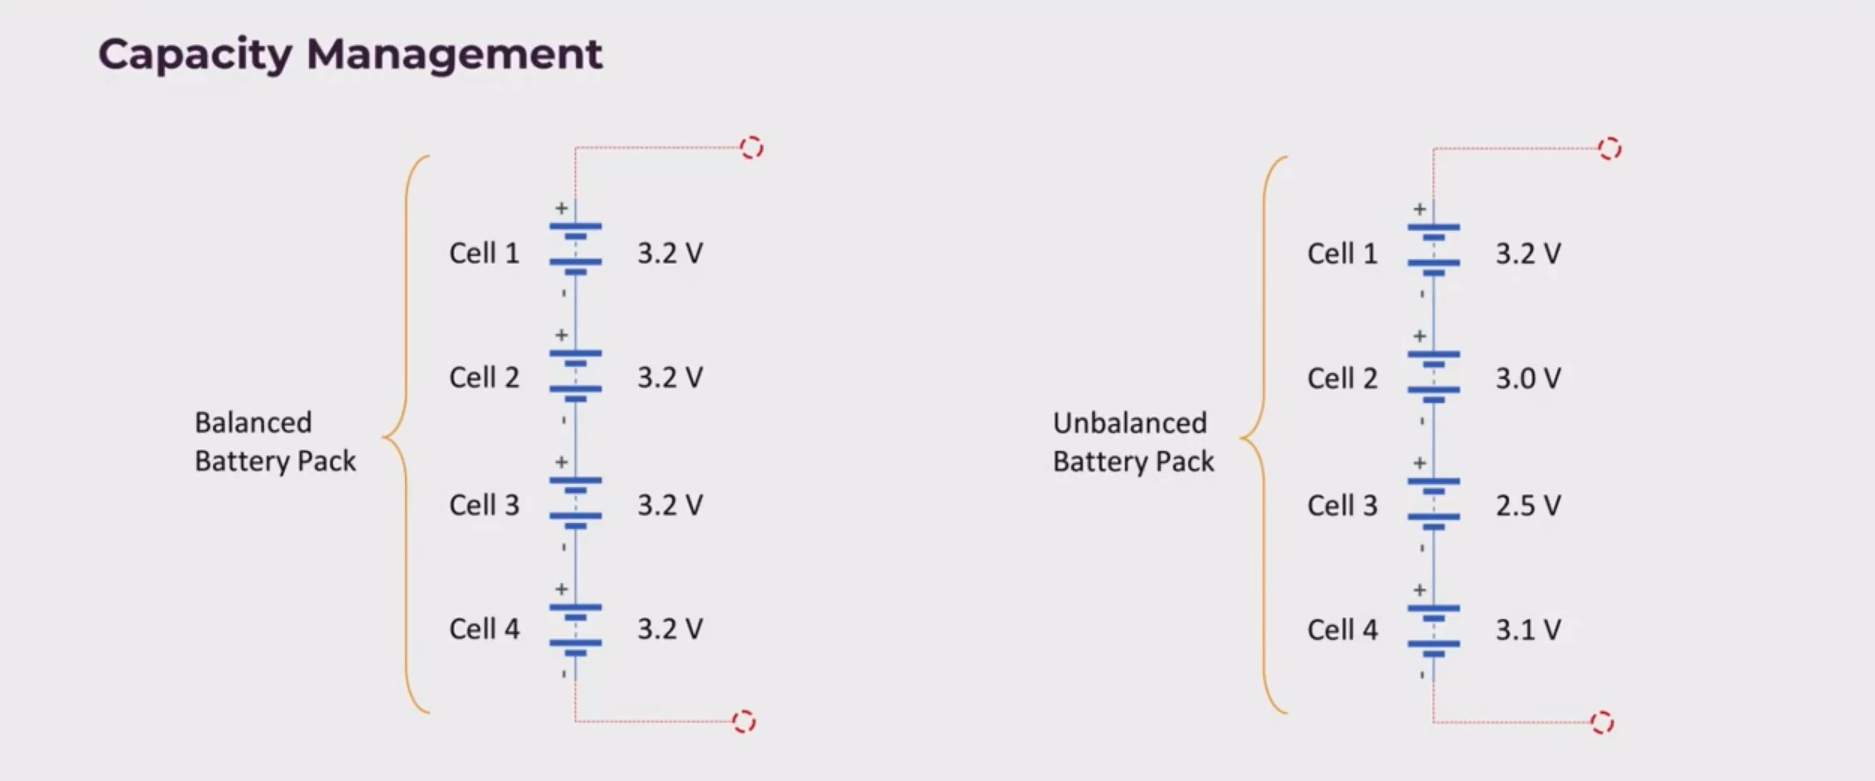 Capacity Management
Balanced
Battery Pack
+
Cell 1
3.2 V
-
+
Cell 2
3.2 V
-
+
Cell 3
3.2 V
-
+
Cell 4
3.2 V
-
Unbalanced
Battery Pack
+
Cell 1
3.2 V
-
+
Cell 2
3.0 V
-
+
Cell 3
2.5 V
-
+
Cell 4
3.1 V
-